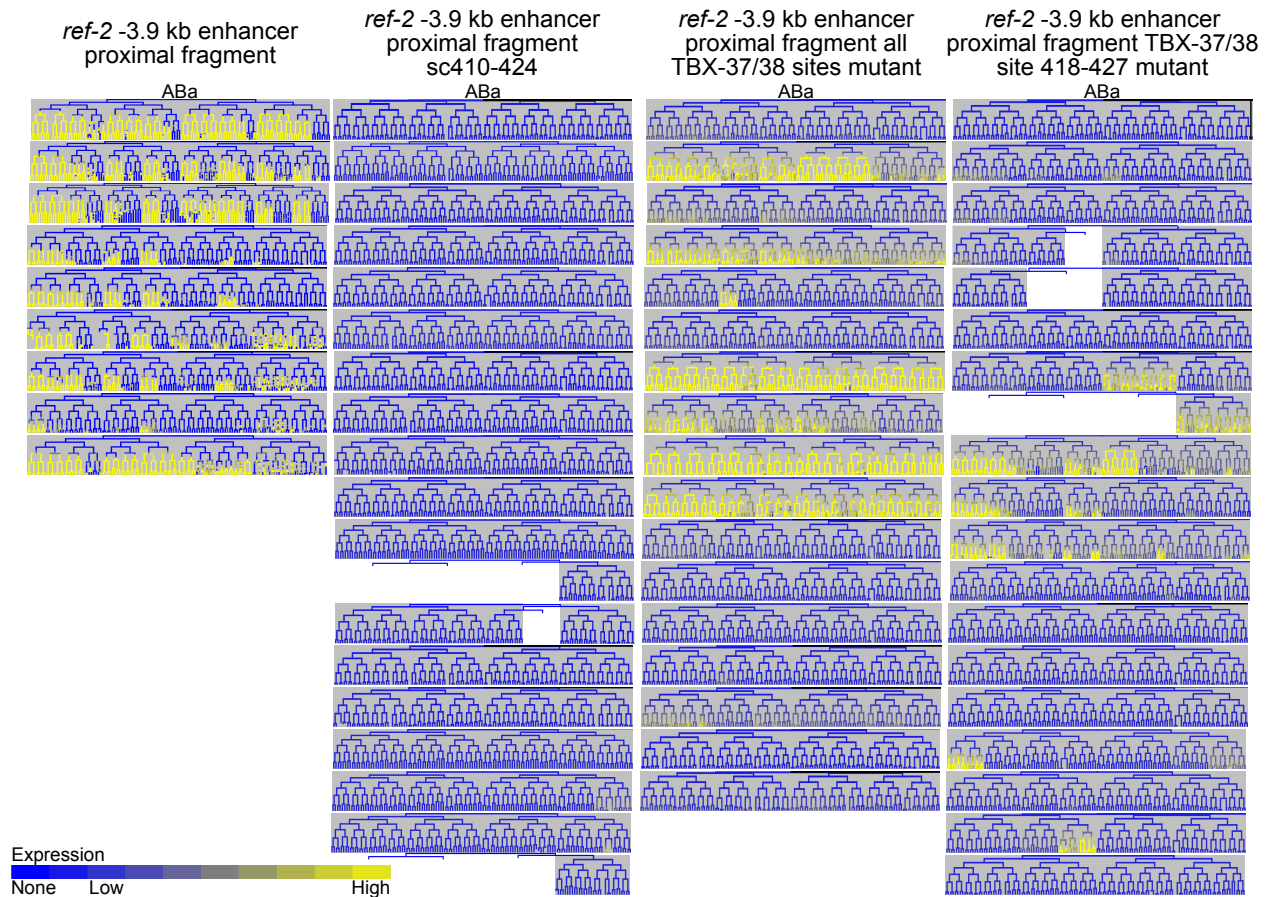 ref-2 -3.9 kb enhancer
proximal fragment
ref-2 -3.9 kb enhancer
proximal fragment
sc410-424
ref-2 -3.9 kb enhancer
proximal fragment all
TBX-37/38 sites mutant
ref-2 -3.9 kb enhancer
proximal fragment TBX-37/38
site 418-427 mutant
ABa
ABa
ABa
ABa
Expression
None Low High